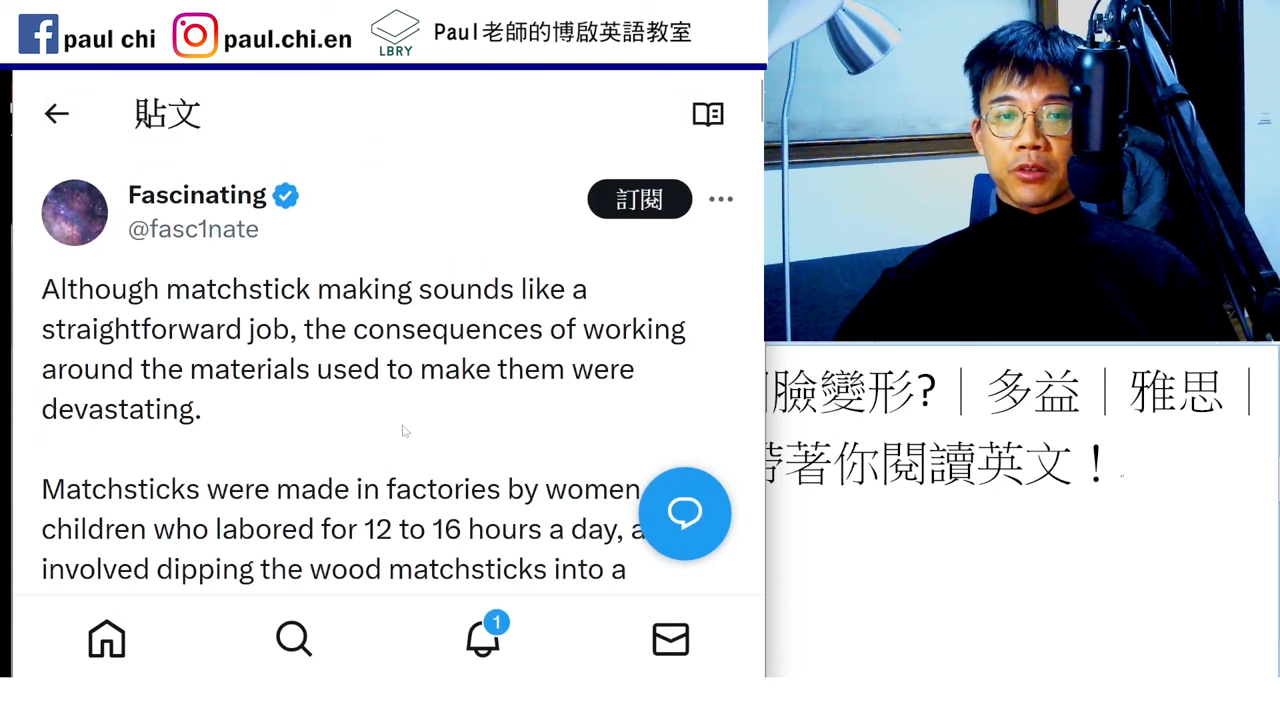 paul chi
paul.chi.en
LBRY
Paul老師的博啟英語教室
貼文
Fascinating
@fasc1nate
訂閱
Although matchstick making sounds like a
straightforward job, the consequences of working
around the materials used to make them were
devastating.
Matchsticks were made in factories by women
children who labored for 12 to 16 hours a day,
involved dipping the wood matchsticks into a
1
臉變形?｜多益｜雅思｜
帶著你閱讀英文！